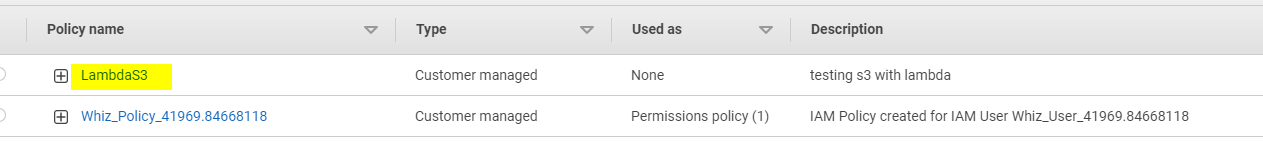 Policy name Type Used as Description
LambdaS3 Customer managed None testing s3 with lambda
Whiz_Policy_41969.84668118 Customer managed Permissions policy (1) IAM Policy created for IAM User Whiz_User_41969.84668118